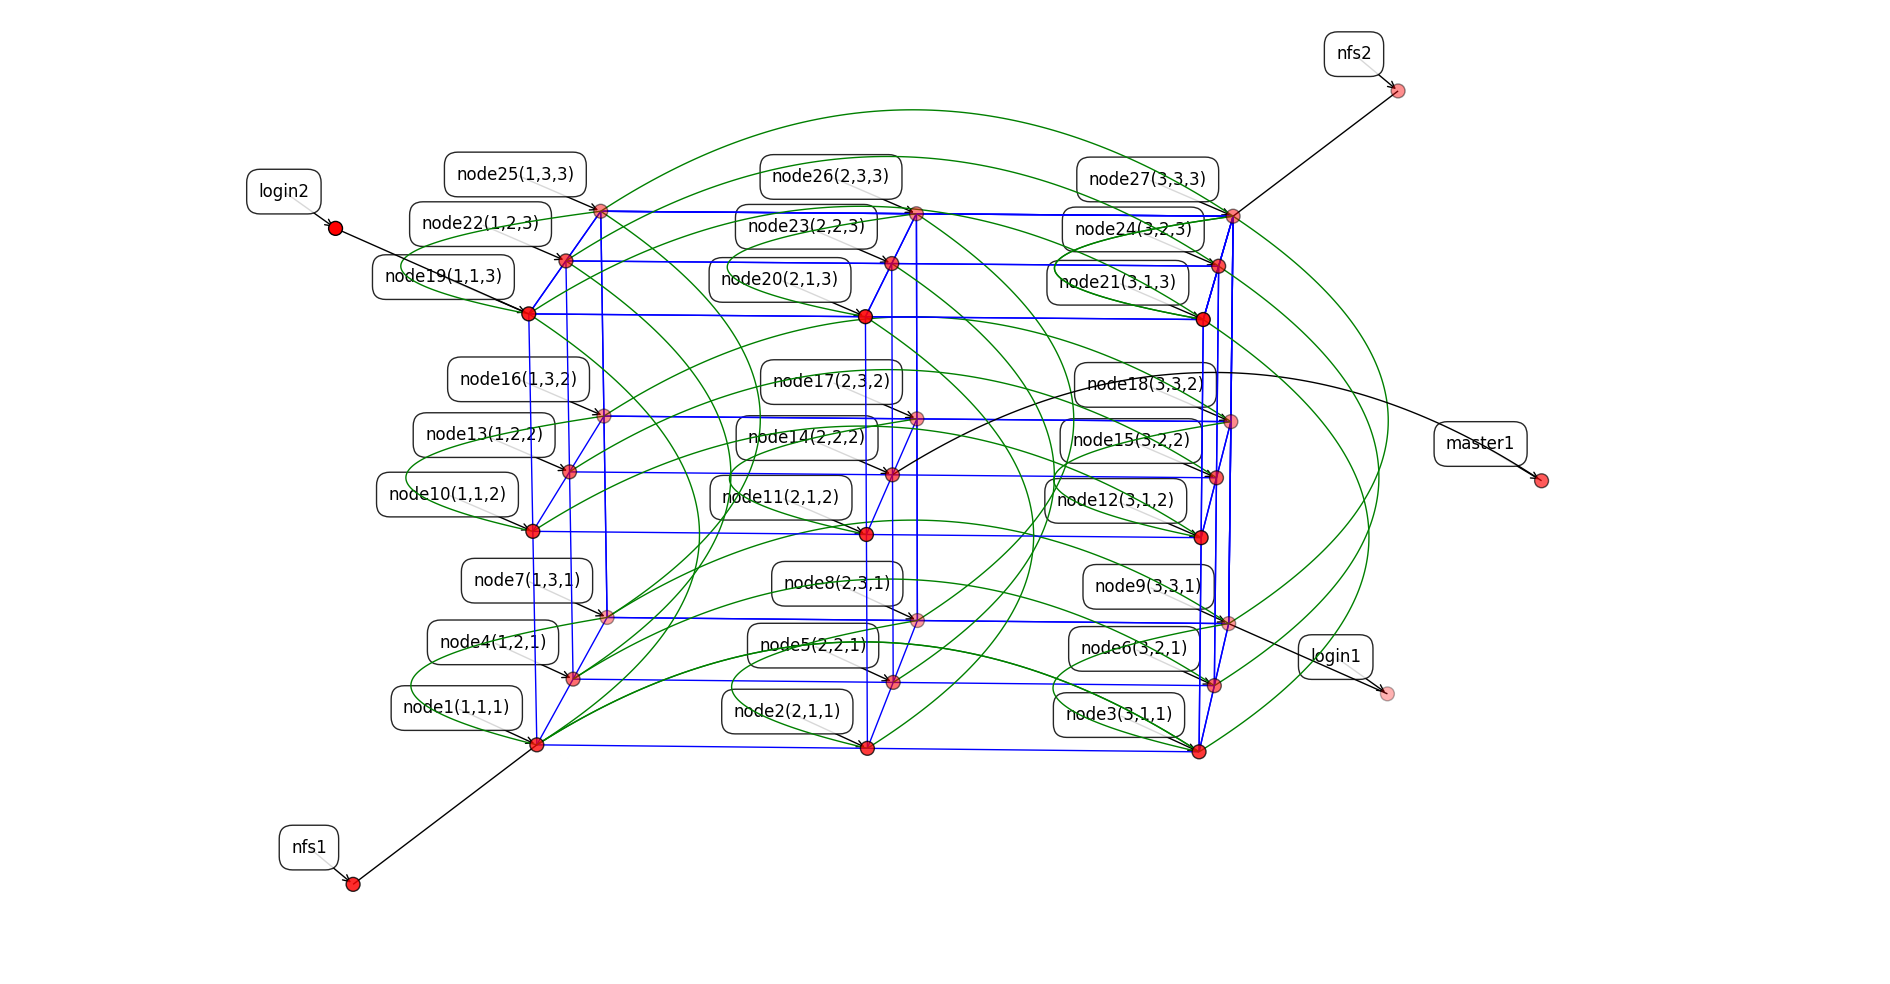 nfs2
node25(1,3,3)
node26(2,3,3)
node27(3,3,3)
login2
node22(1,2,3)
node23(2,2,3)
node24(3,2,3)
node19(1,1,3)
node20(2,1,3)
node21(3,1,3)
node16(1,3,2)
node17(2,3,2)
node18(3,3,2)
node13(1,2,2)
node14(2,2,2)
node15(3,2,2)
master1
node10(1,1,2)
node11(2,1,2)
node12(3,1,2)
node7(1,3,1)
node8(2,3,1)
node9(3,3,1)
node4(1,2,1)
node5(2,2,1)
node6(3,2,1)
login1
node1(1,1,1)
node2(2,1,1)
node3(3,1,1)
nfs1